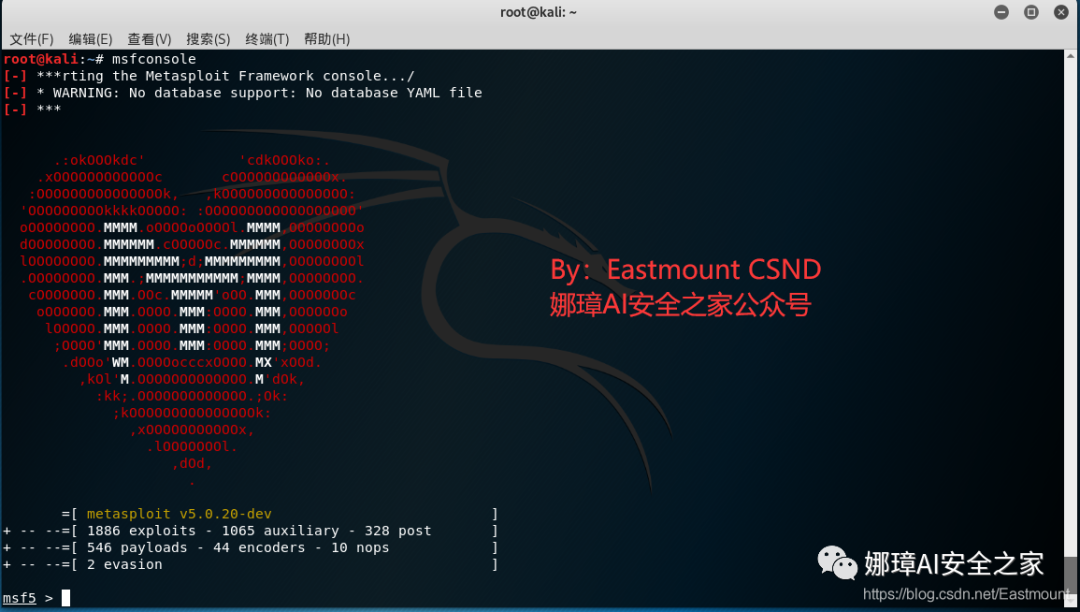 root@kali: ~
文件(F) 编辑(E) 查看(V) 搜索(S) 终端(T) 帮助(H)
root@kali:~# msfconsole
[-] ***rting the Metasploit Framework console.../
[-] * WARNING: No database support: No database YAML file
[-] ***
.:okOOOkdc'           'cdkOOOko:.
.xOOOOOOOOOOOOc       cOOOOOOOOOOOOx.
:OOOOOOOOOOOOOOOk,   ,kOOOOOOOOOOOOOOO:
'OOOOOOOOOkkkkOOOOO: :OOOOOOOOOOOOOOOOOO'
oOOOOOOOO.MMMM.oOOOOoOOOOl.MMMM,OOOOOOOOo
dOOOOOOOO.MMMMMM.cOOOOOc.MMMMMM,OOOOOOOOx
lOOOOOOOO.MMMMMMMMM;d;MMMMMMMMM,OOOOOOOOl
.OOOOOOOO.MMM.;MMMMMMMMMMM;MMMM,OOOOOOOO.
cOOOOOOO.MMM.OOc.MMMMM'oOO.MMM,OOOOOOOc
oOOOOOO.MMM.OOOO.MMM:OOOO.MMM,OOOOOOo
lOOOOO.MMM.OOOO.MMM:OOOO.MMM,OOOOOl
;OOOO'MMM.OOOO.MMM:OOOO.MMM;OOOO;
.dOOo'WM.OOOOocccxOOOO.MX'xOOd.
,kOl'M.OOOOOOOOOOOOO.M'dOk,
:kk;.OOOOOOOOOOOOO.;Ok:
;kOOOOOOOOOOOOOOOk:
,xOOOOOOOOOOOx,
.lOOOOOOOl.
,dOd,
.
By：Eastmount CSND
娜璋AI安全之家公众号
=[ metasploit v5.0.20-dev ]
+ -- --=[ 1886 exploits - 1065 auxiliary - 328 post ]
+ -- --=[ 546 payloads - 44 encoders - 10 nops ]
+ -- --=[ 2 evasion ]
msf5 >
娜璋AI安全之家
https://blog.csdn.net/Eastmount